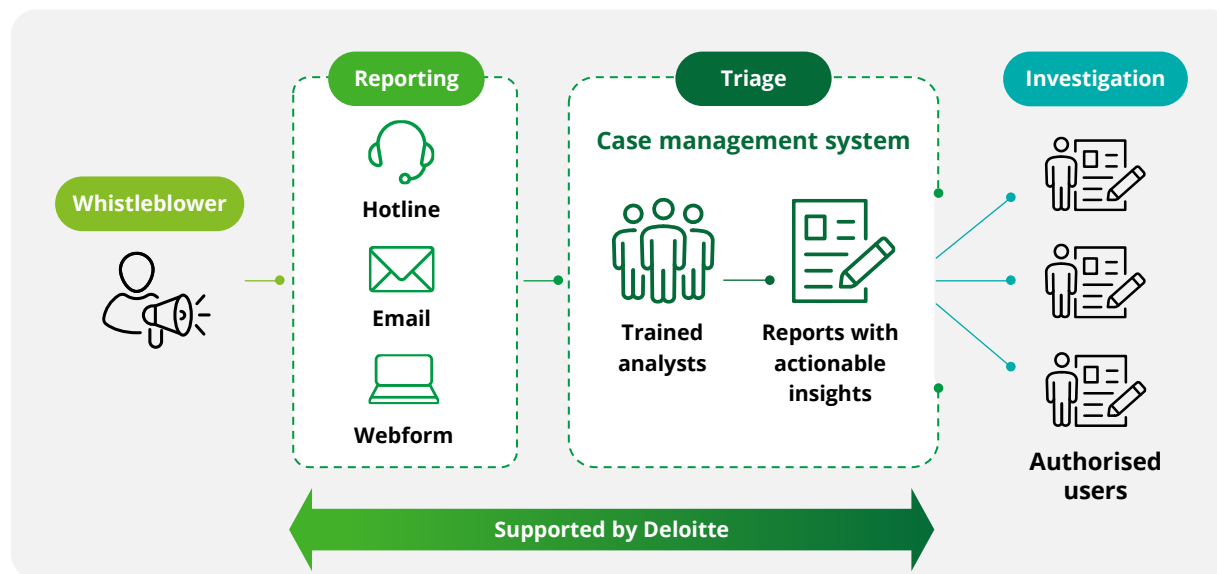 Whistleblower
Reporting
Hotline
Email
Webform
Triage
Case management system
Trained
analysts
Reports with
actionable
insights
Investigation
Authorised
users
Supported by Deloitte